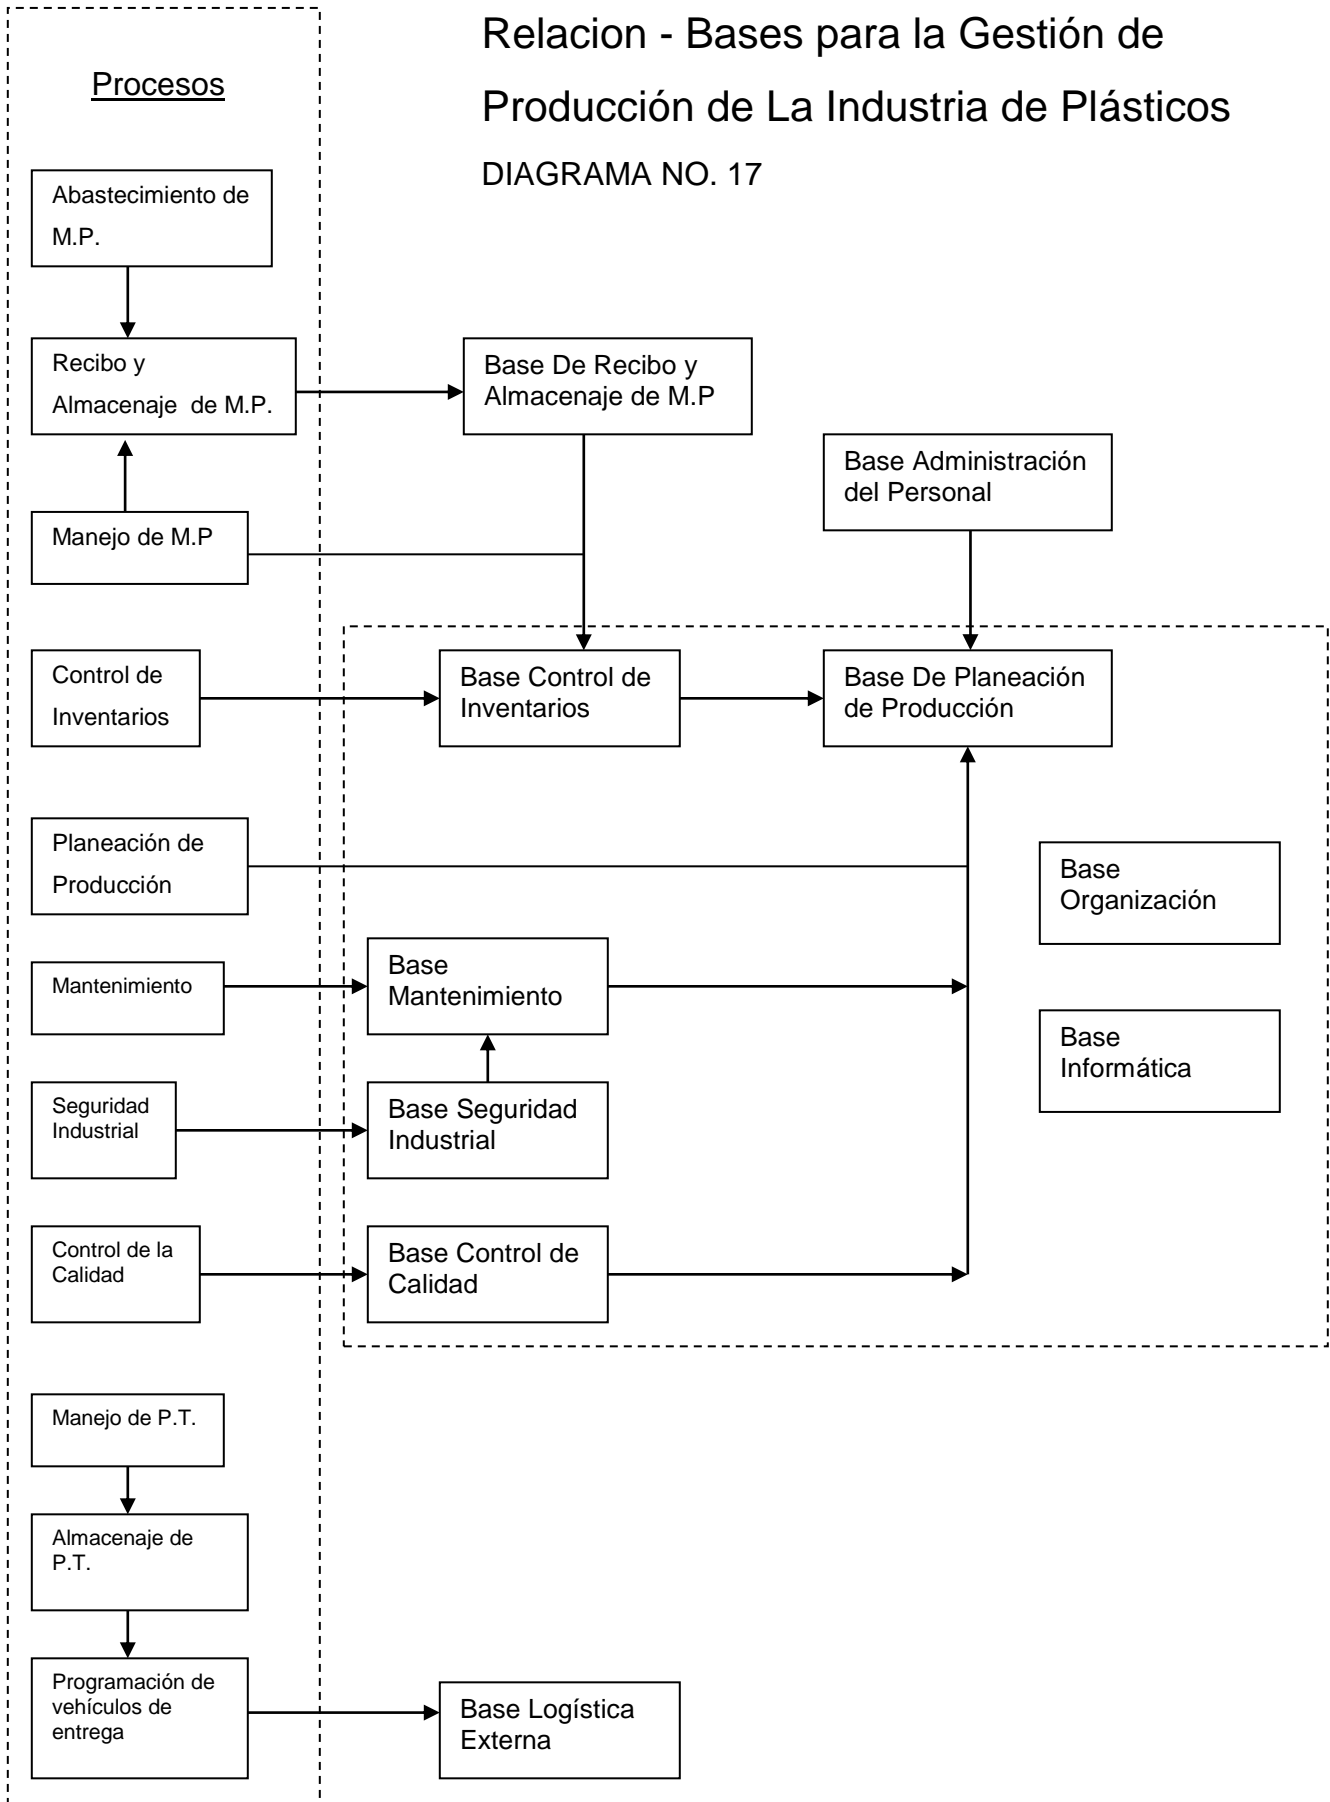 Relacion - Bases para la Gestión de
Producción de La Industria de Plásticos
DIAGRAMA NO. 17
Procesos
Abastecimiento de
M.P.
Recibo y
Almacenaje  de M.P.
Base De Recibo y
Almacenaje de M.P
Base Administración
del Personal
Manejo de M.P
Control de
Inventarios
Base Control de
Inventarios
Base De Planeación
de Producción
Planeación de
Producción
Base
Organización
Mantenimiento
Base
Mantenimiento
Base
Informática
Seguridad
Industrial
Base Seguridad
Industrial
Control de la
Calidad
Base Control de
Calidad
Manejo de P.T.
Almacenaje de
P.T.
Programación de
vehículos de
entrega
Base Logística
Externa